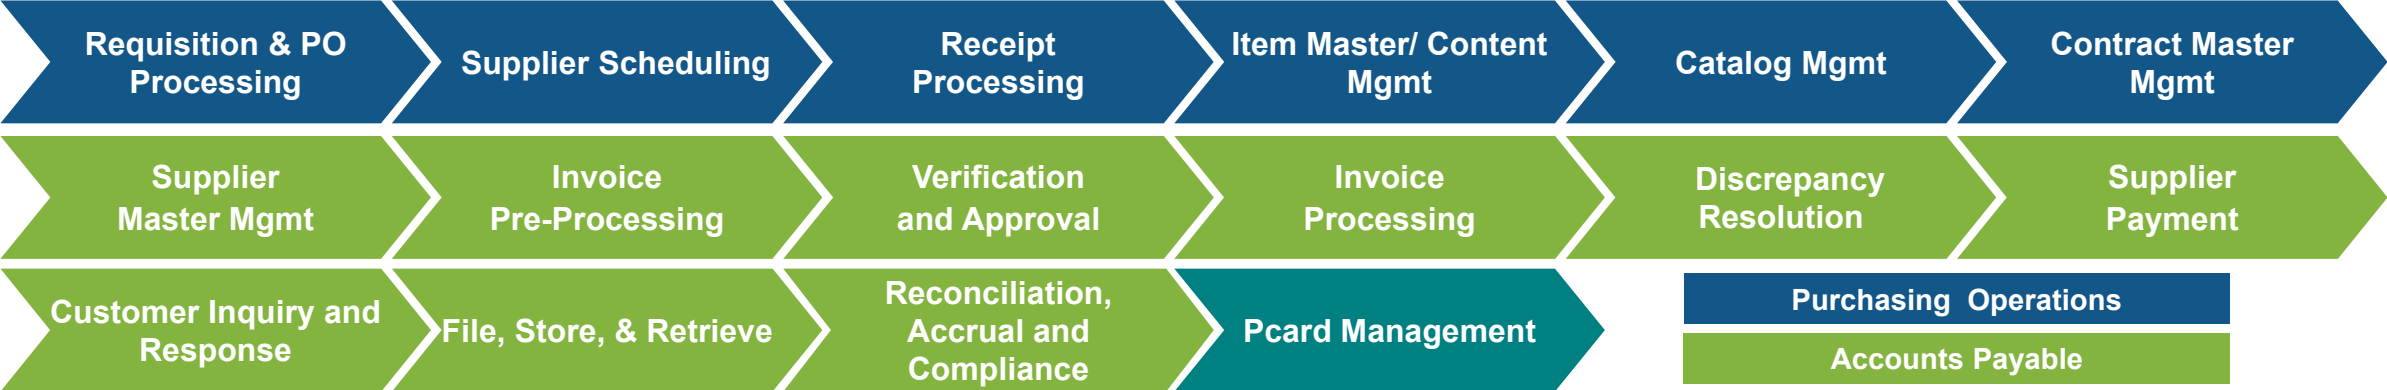 Requisition & PO
Processing
Supplier Scheduling
Receipt
Processing
Item Master/ Content
Mgmt
Catalog Mgmt
Contract Master
Mgmt
Supplier
Master Mgmt
Invoice
Pre-Processing
Verification
and Approval
Invoice
Processing
Discrepancy
Resolution
Supplier
Payment
Customer Inquiry and
Response
File, Store, & Retrieve
Reconciliation,
Accrual and
Compliance
Pcard Management
Purchasing Operations
Accounts Payable